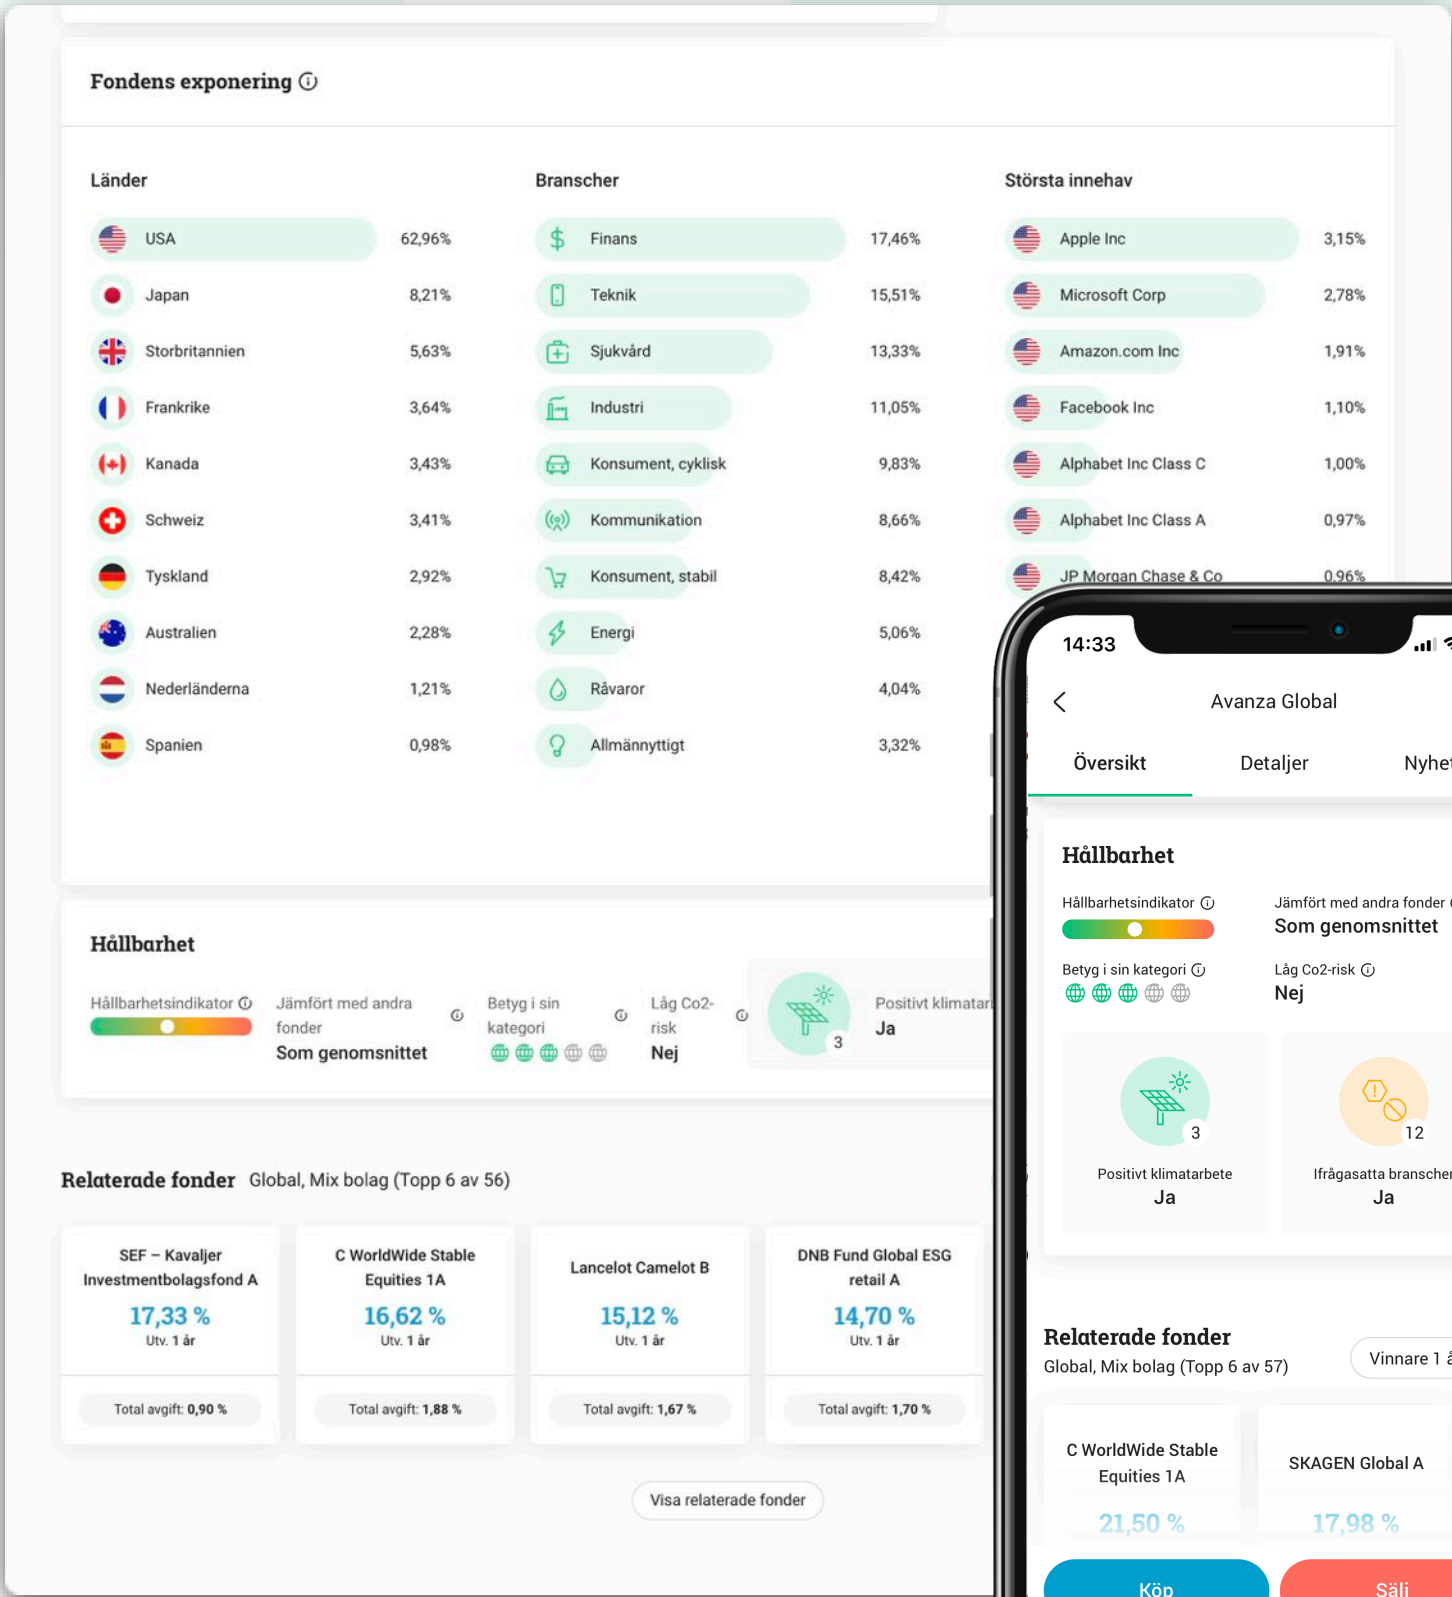 Fondens exponering
Länder
USA 62,96%
Japan 8,21%
Storbritannien 5,63%
Frankrike 3,64%
Kanada 3,43%
Schweiz 3,41%
Tyskland 2,92%
Australien 2,28%
Nederländerna 1,21%
Spanien 0,98%
Branscher
Finans 17,46%
Teknik 15,51%
Sjukvård 13,33%
Industri 11,05%
Konsument, cyklisk 9,83%
Kommunikation 8,66%
Konsument, stabil 8,42%
Energi 5,06%
Råvaror 4,04%
Allmännyttigt 3,32%
Största innehav
Apple Inc 3,15%
Microsoft Corp 2,78%
Amazon.com Inc 1,91%
Facebook Inc 1,10%
Alphabet Inc Class C 1,00%
Alphabet Inc Class A 0,97%
JP Morgan Chase & Co 0,96%
Hållbarhet
Hållbarhetsindikator
Jämfört med andra
fonder
Som genomsnittet
Betyg i sin
kategori
Låg Co2-
risk
Nej
3
Positivt klimatar
Ja
Relaterade fonder Global, Mix bolag (Topp 6 av 56)
SEF – Kavaljer
Investmentbolagsfond A
17,33 %
Utv. 1 år
Total avgift: 0,90 %
C WorldWide Stable
Equities 1A
16,62 %
Utv. 1 år
Total avgift: 1,88 %
Lancelot Camelot B
15,12 %
Utv. 1 år
Total avgift: 1,67 %
DNB Fund Global ESG
retail A
14,70 %
Utv. 1 år
Total avgift: 1,70 %
Visa relaterade fonder
14:33
Avanza Global
Översikt Detaljer Nyhet
Hållbarhet
Hållbarhetsindikator
Jämfört med andra fonder
Som genomsnittet
Betyg i sin kategori
Låg Co2-risk
Nej
3
Positivt klimatarbete
Ja
12
Ifrågasatta branscher
Ja
Relaterade fonder
Global, Mix bolag (Topp 6 av 57)
Vinnare 1 å
C WorldWide Stable
Equities 1A
21,50 %
SKAGEN Global A
17,98 %
Köp
Sälj